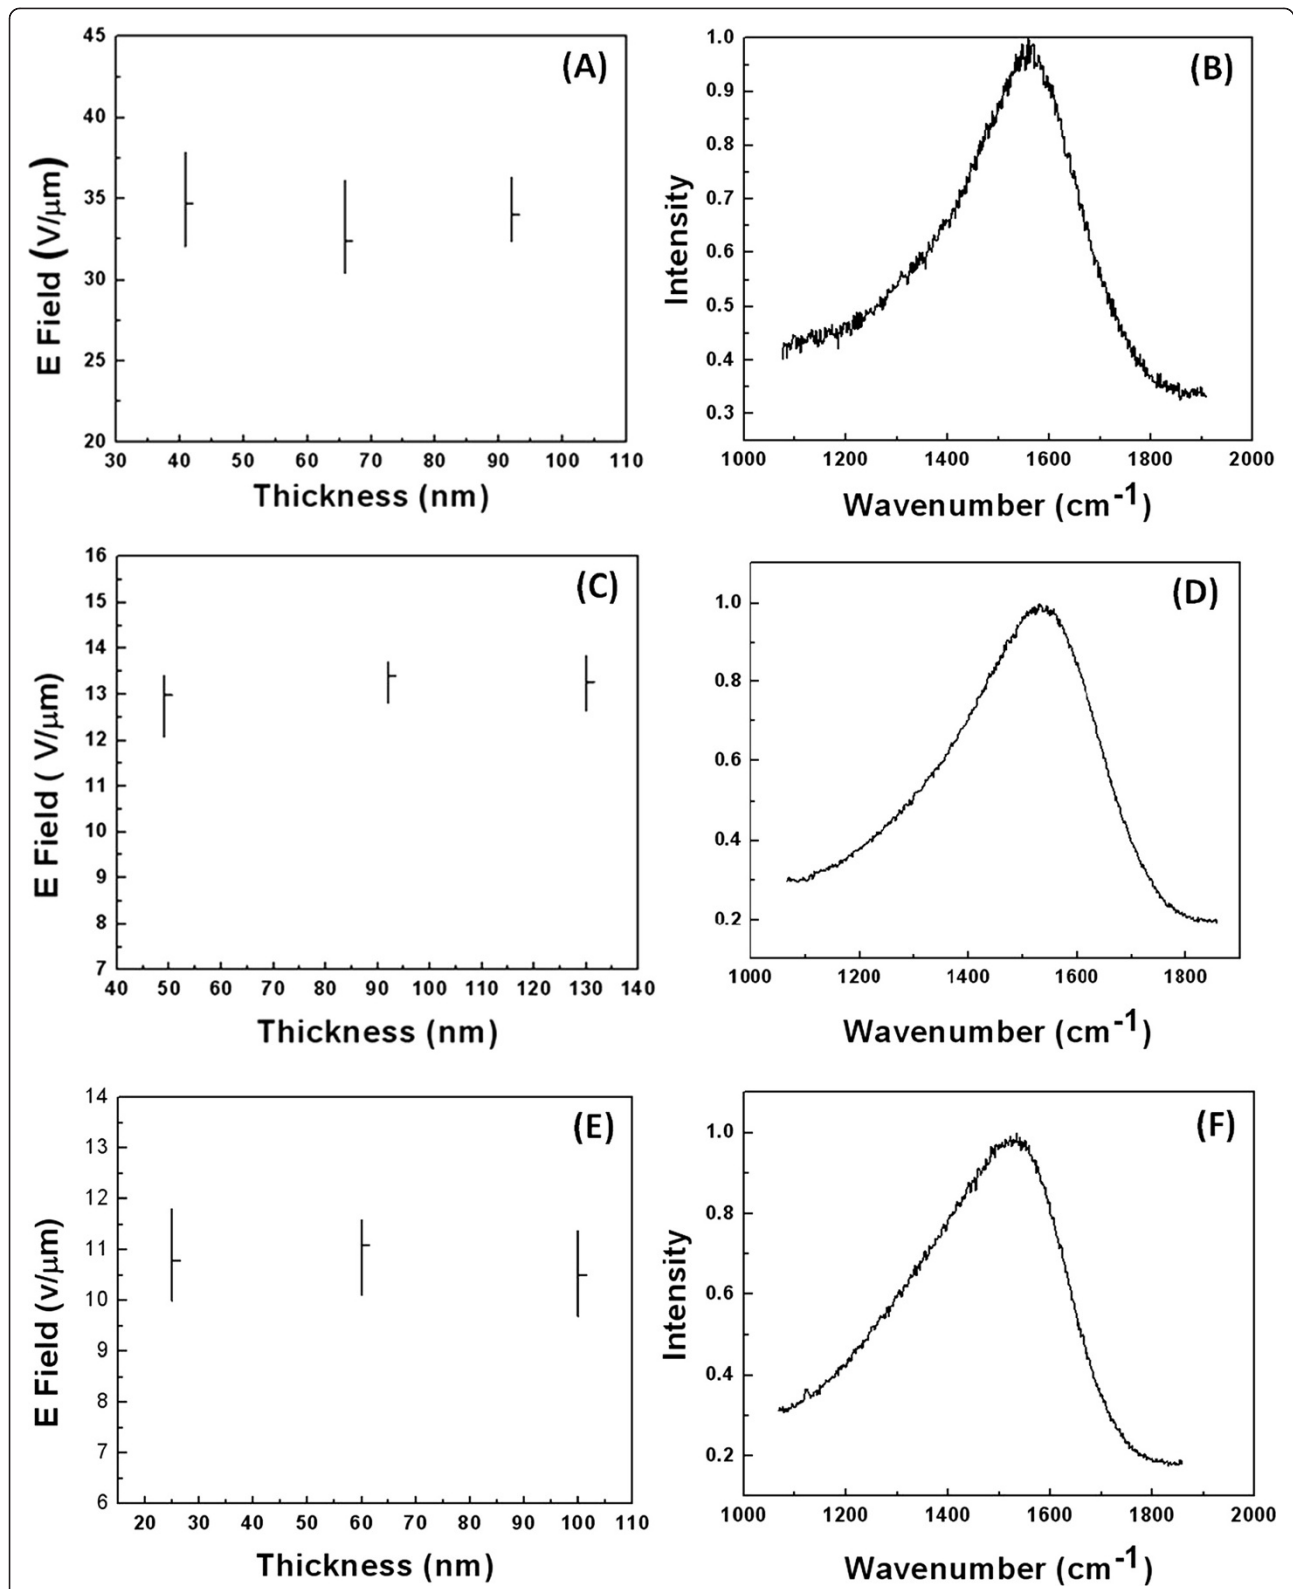 (A)
45
40
35
30
25
20
30 40 50 60 70 80 90 100 110
E Field (V/μm)
Thickness (nm)
(B)
1.0
0.9
0.8
0.7
0.6
0.5
0.4
0.3
1000 1200 1400 1600 1800 2000
Intensity
Wavenumber (cm-1)
(C)
16
15
14
13
12
11
10
9
8
7
40 50 60 70 80 90 100 110 120 130 140
E Field ( V/μm)
Thickness (nm)
(D)
1.0
0.8
0.6
0.4
0.2
1000 1200 1400 1600 1800
Wavenumber (cm-1)
(E)
14
13
12
11
10
9
8
7
6
20 30 40 50 60 70 80 90 100 110
E Field (v/μm)
Thickness (nm)
(F)
1.0
0.8
0.6
0.4
0.2
1000 1200 1400 1600 1800 2000
Intensity
Wavenumber (cm-1)